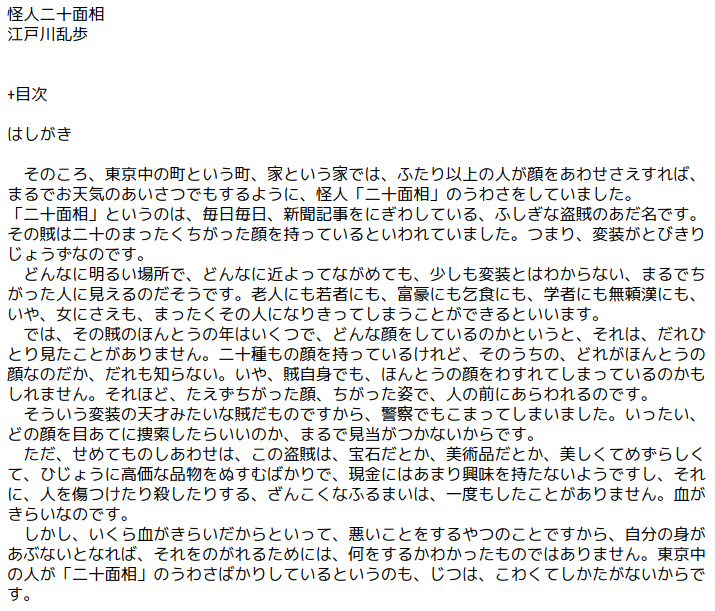 怪人二十面相
江戸川乱歩
+目次
はしがき
　そのころ、東京中の町という町、家という家では、ふたり以上の人が顔をあわせさえすれば、
まるでお天気のあいさつでもするように、怪人「二十面相」のうわさをしていました。
「二十面相」というのは、毎日毎日、新聞記事をにぎわしている、ふしぎな盗賊のあだ名です。
その賊は二十のまったくちがった顔を持っているといわれていました。つまり、変装がとびきり
じょうずなのです。
　どんなに明るい場所で、どんなに近よってながめても、少しも変装とはわからない、まるでち
がった人に見えるのだそうです。老人にも若者にも、富豪にも乞食にも、学者にも無頼漢にも、
いや、女にさえも、まったくその人になりきってしまうことができるといいます。
　では、その賊のほんとうの年はいくつで、どんな顔をしているのかというと、それは、だれひ
とり見たことがありません。二十種もの顔を持っているけれど、そのうちの、どれがほんとうの
顔なのだか、だれも知らない。いや、賊自身でも、ほんとうの顔をわすれてしまっているのかも
しれません。それほど、たえずちがった顔、ちがった姿で、人の前にあらわれるのです。
　そういう変装の天才みたいな賊だものですから、警察でもこまってしまいました。いったい、
どの顔を目あてに捜索したらいいのか、まるで見当がつかないからです。
　ただ、せめてものしあわせは、この盗賊は、宝石だとか、美術品だとか、美しくてめずらしく
て、ひじょうに高価な品物をぬすむばかりで、現金にはあまり興味を持たないようですし、それ
に、人を傷つけたり殺したりする、ざんこくなふるまいは、一度もしたことがありません。血が
きらいなのです。
　しかし、いくら血がきらいだからといって、悪いことをするやつのことですから、自分の身が
あぶないとなれば、それをのがれるためには、何をするかわかったものではありません。東京中
の人が「二十面相」のうわさばかりしているというのも、じつは、こわくてしかたがないからで
す。